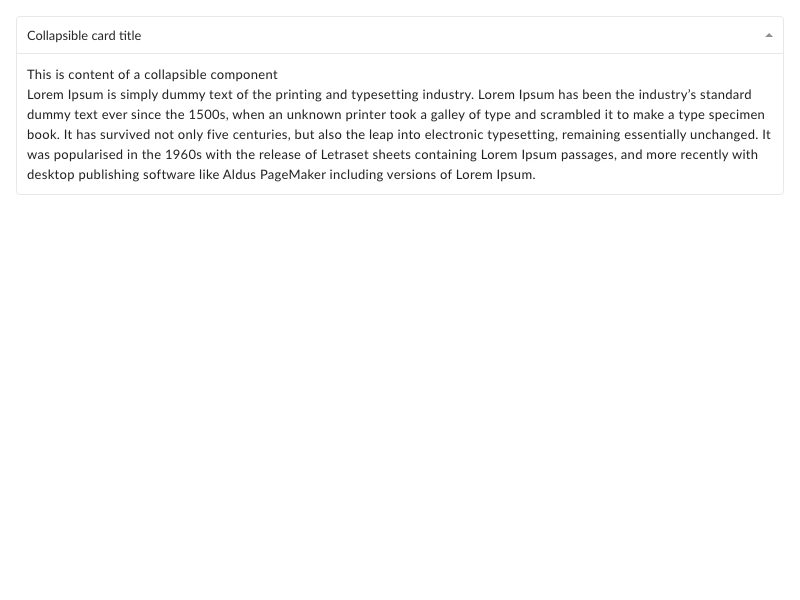 Collapsible card title
This is content of a collapsible component
Lorem Ipsum is simply dummy text of the printing and typesetting industry. Lorem Ipsum has been the industry’s standard
dummy text ever since the 1500s, when an unknown printer took a galley of type and scrambled it to make a type specimen
book. It has survived not only five centuries, but also the leap into electronic typesetting, remaining essentially unchanged. It
was popularised in the 1960s with the release of Letraset sheets containing Lorem Ipsum passages, and more recently with
desktop publishing software like Aldus PageMaker including versions of Lorem Ipsum.